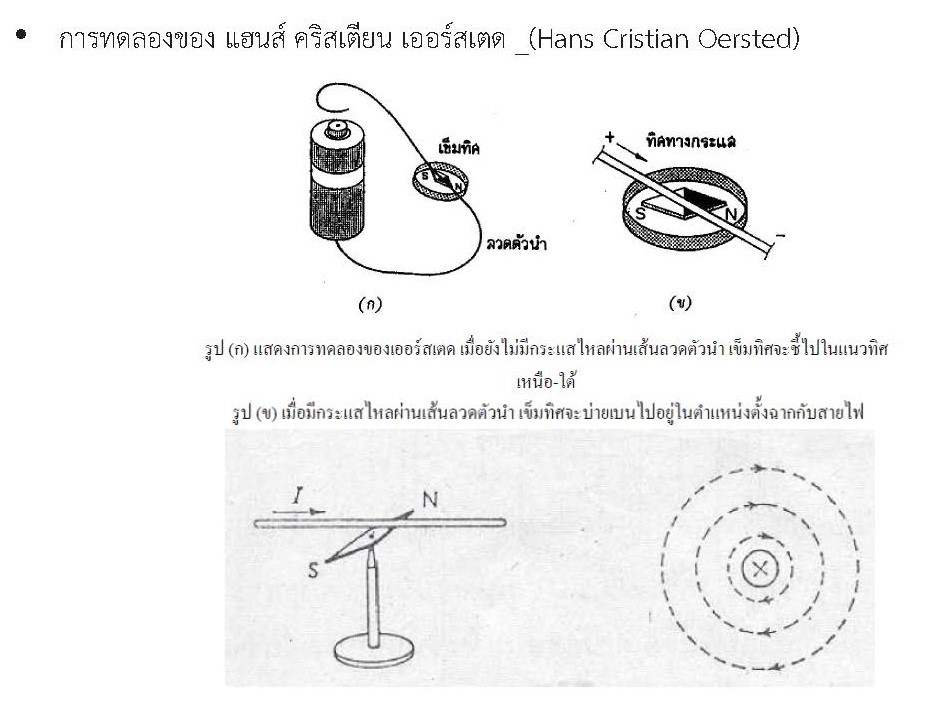 • การทดลองของ แฮนส์ คริสเตียน เออร์สเตด _(Hans Cristian Oersted)
เข็มทิศ
S N
ลวดตัวนำ
(ก)
+ ทิศทางกระแส
S N
-
(ข)
รูป (ก) แสดงการทดลองของเออร์สเตด เมื่อยังไม่มีกระแสไหลผ่านเส้นลวดตัวนำ เข็มทิศจะชี้ไปในแนวทิศ
เหนือ-ใต้
รูป (ข) เมื่อมีกระแสไหลผ่านเส้นลวดตัวนำ เข็มทิศจะบ่ายเบนไปอยู่ในตำแหน่งตั้งฉากกับสายไฟ
I
N
S